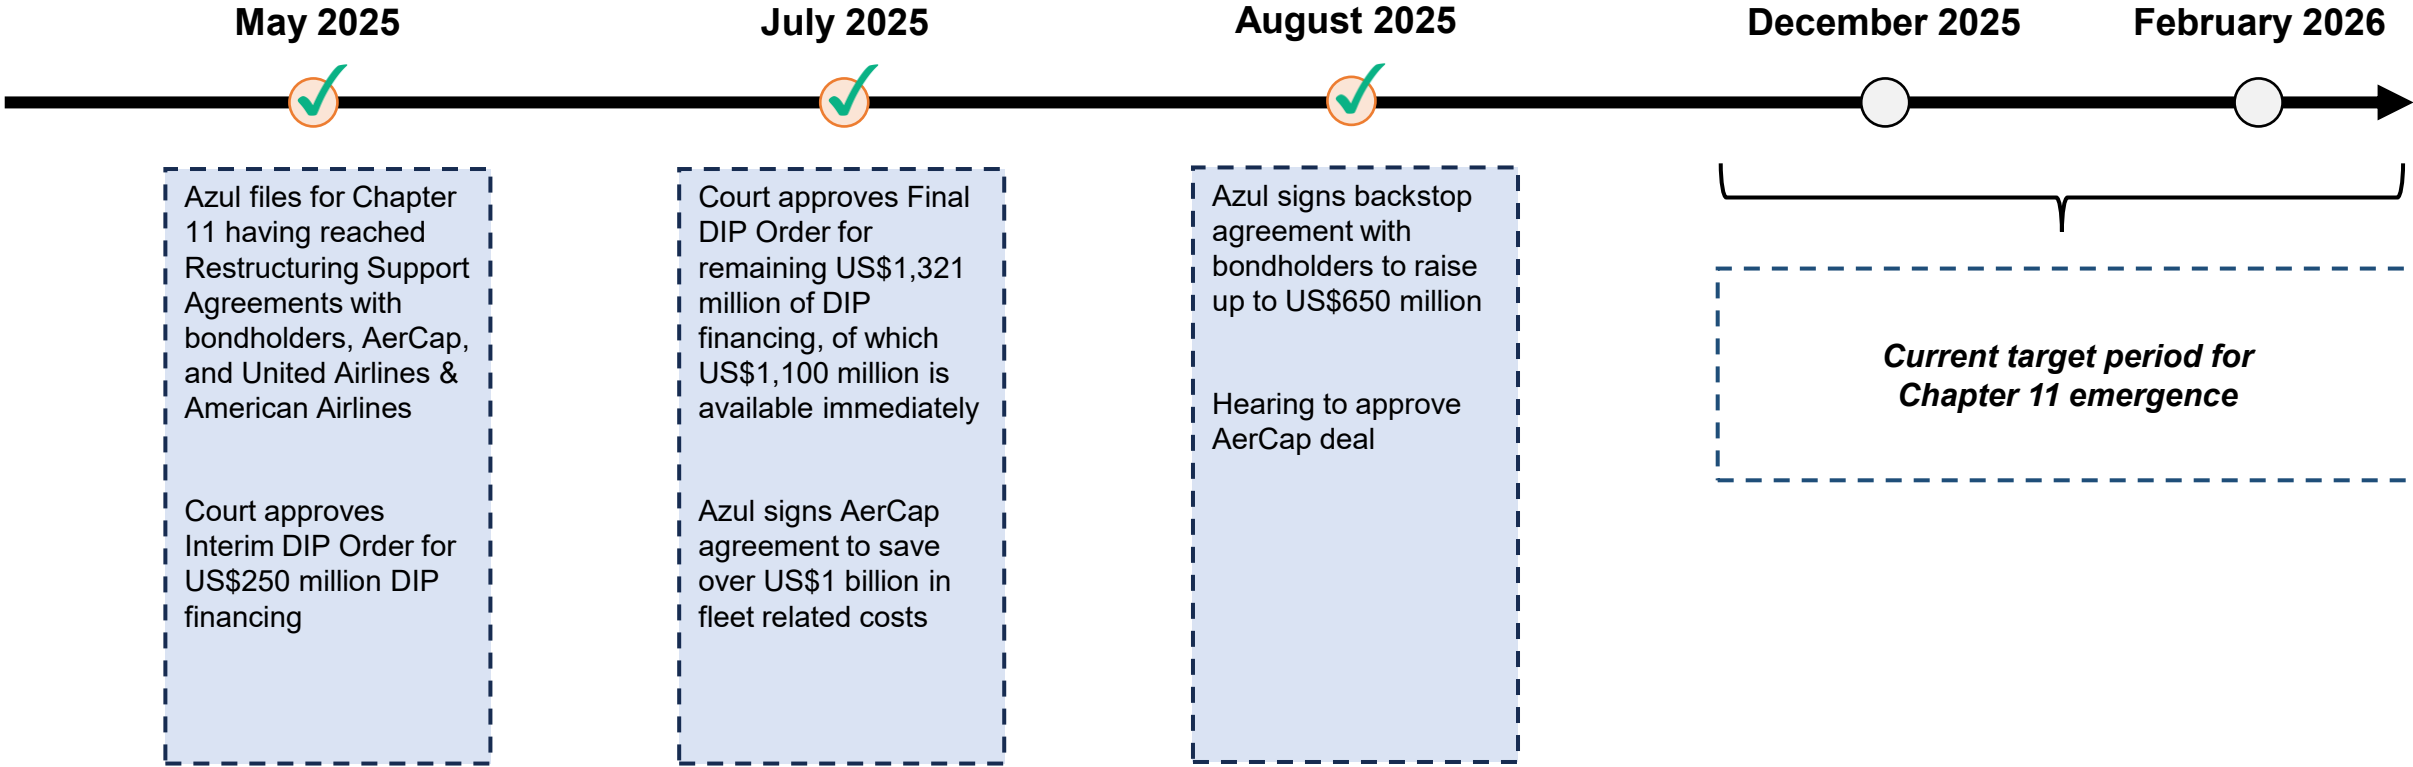 May 2025
July 2025
August 2025
December 2025
February 2026
Azul files for Chapter
11 having reached
Restructuring Support
Agreements with
bondholders, AerCap,
and United Airlines &
American Airlines
Court approves
Interim DIP Order for
US$250 million DIP
financing
Court approves Final
DIP Order for
remaining US$1,321
million of DIP
financing, of which
US$1,100 million is
available immediately
Azul signs AerCap
agreement to save
over US$1 billion in
fleet related costs
Azul signs backstop
agreement with
bondholders to raise
up to US$650 million
Hearing to approve
AerCap deal
Current target period for
Chapter 11 emergence